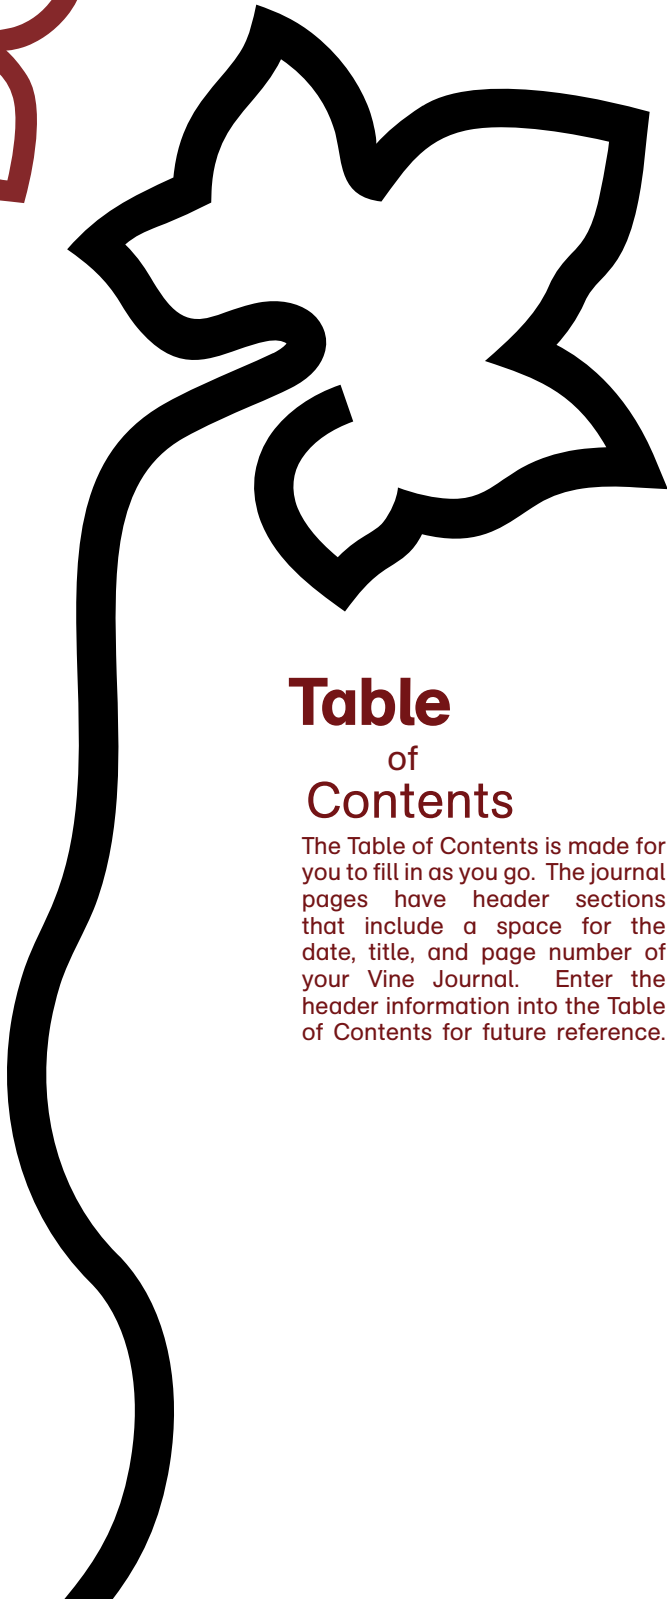 Table
of
Contents
The Table of Contents is made for
you to fill in as you go.  The journal
pages have header sections
that include a space for the
date, title, and page number of
your Vine Journal.  Enter the
header information into the Table
of Contents for future reference.